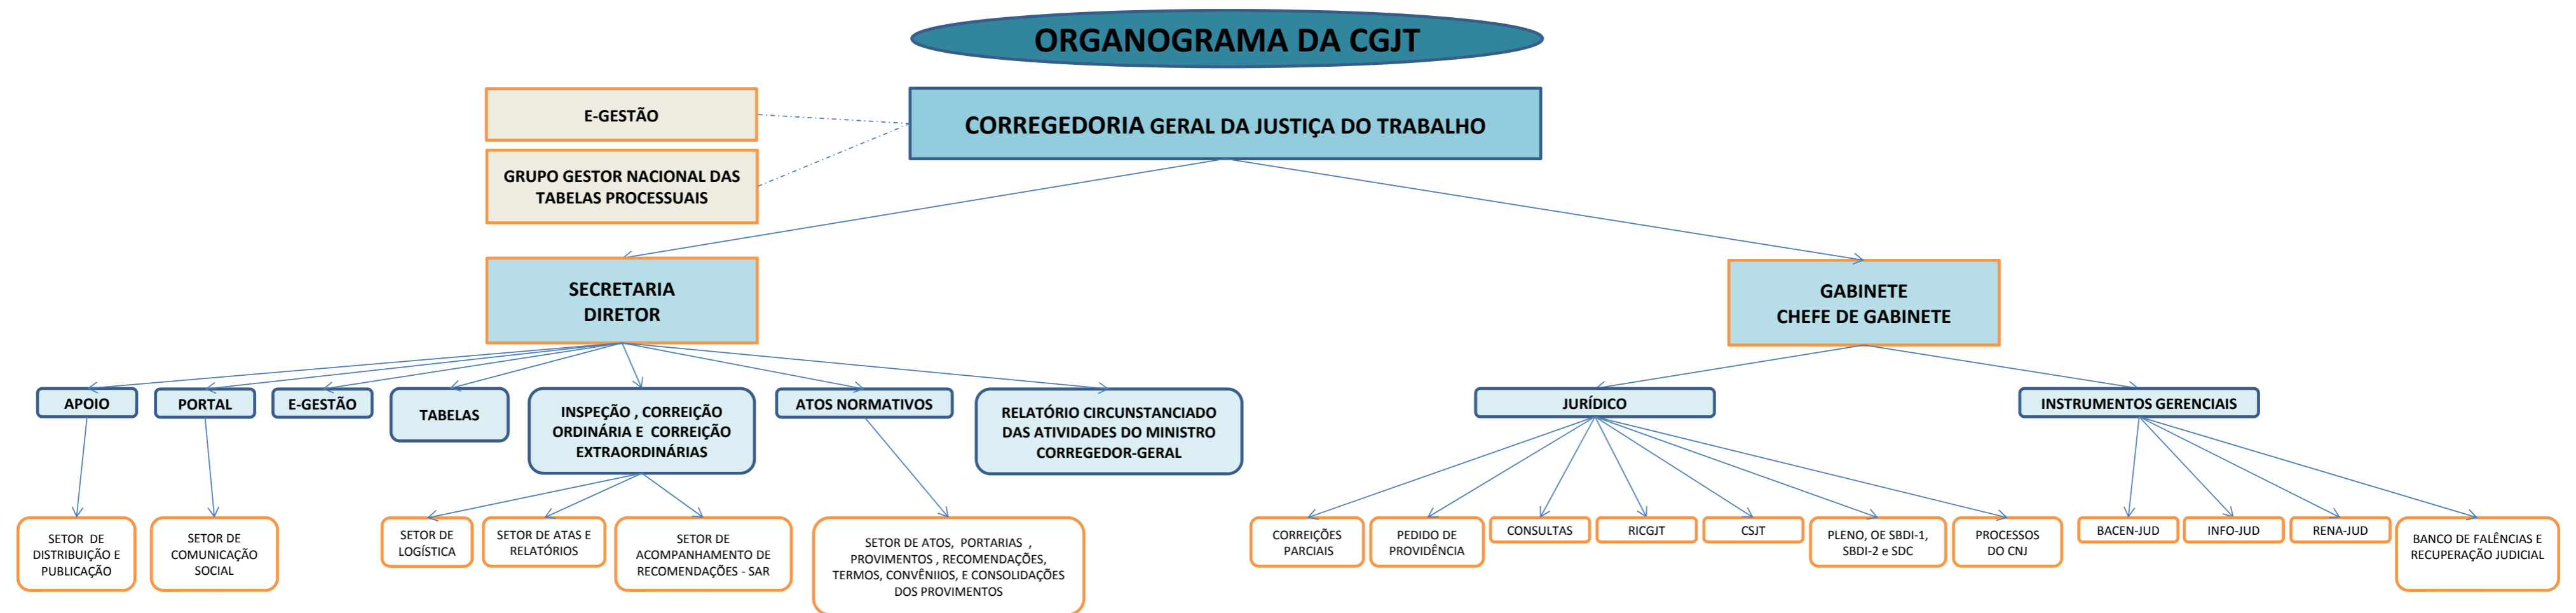 ORGANOGRAMA DA CGJT
E-GESTÃO
CORREGEDORIA GERAL DA JUSTIÇA DO TRABALHO
GRUPO GESTOR NACIONAL DAS
TABELAS PROCESSUAIS
SECRETARIA
DIRETOR
GABINETE
CHEFE DE GABINETE
APOIO
PORTAL
E-GESTÃO
TABELAS
INSPEÇÃO , CORREIÇÃO
ORDINÁRIA E CORREIÇÃO
EXTRAORDINÁRIAS
ATOS NORMATIVOS
RELATÓRIO CIRCUNSTANCIADO
DAS ATIVIDADES DO MINISTRO
CORREGEDOR-GERAL
JURÍDICO
INSTRUMENTOS GERENCIAIS
SETOR DE
DISTRIBUIÇÃO E
PUBLICAÇÃO
SETOR DE
COMUNICAÇÃO
SOCIAL
SETOR DE
LOGÍSTICA
SETOR DE ATAS E
RELATÓRIOS
SETOR DE
ACOMPANHAMENTO DE
RECOMENDAÇÕES - SAR
SETOR DE ATOS, PORTARIAS ,
PROVIMENTOS , RECOMENDAÇÕES,
TERMOS, CONVÊNIIOS, E CONSOLIDAÇÕES
DOS PROVIMENTOS
CORREIÇÕES
PARCIAIS
PEDIDO DE
PROVIDÊNCIA
CONSULTAS
RICGJT
CSJT
PLENO, OE SBDI-1,
SBDI-2 e SDC
PROCESSOS
DO CNJ
BACEN-JUD
INFO-JUD
RENA-JUD
BANCO DE FALÊNCIAS E
RECUPERAÇÃO JUDICIAL